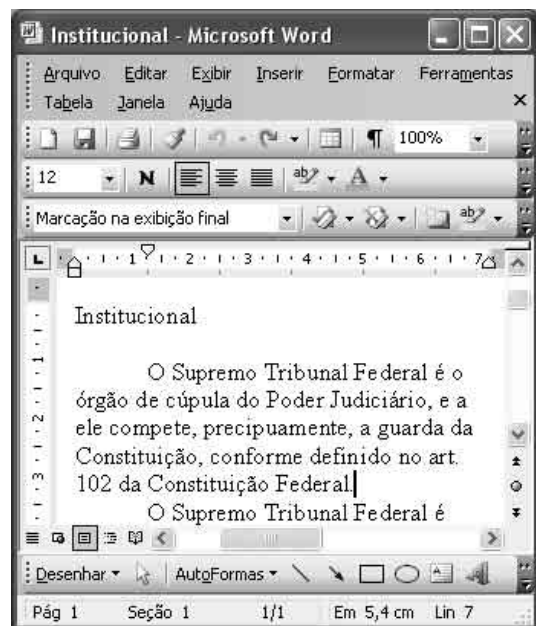 Institucional - Microsoft Word
Arquivo Editar Exibir Inserir Formatar Ferramentas
Tabela Janela Ajuda
¶ 100%
12 N ab A
Marcação na exibição final ab
1 2 3 4 5 6 7
Institucional
O Supremo Tribunal Federal é o
órgão de cúpula do Poder Judiciário, e a
ele compete, precipuamente, a guarda da
Constituição, conforme definido no art.
102 da Constituição Federal.
O Supremo Tribunal Federal é
Desenhar AutoFormas
Pág 1 Seção 1 1/1 Em 5,4 cm Lin 7